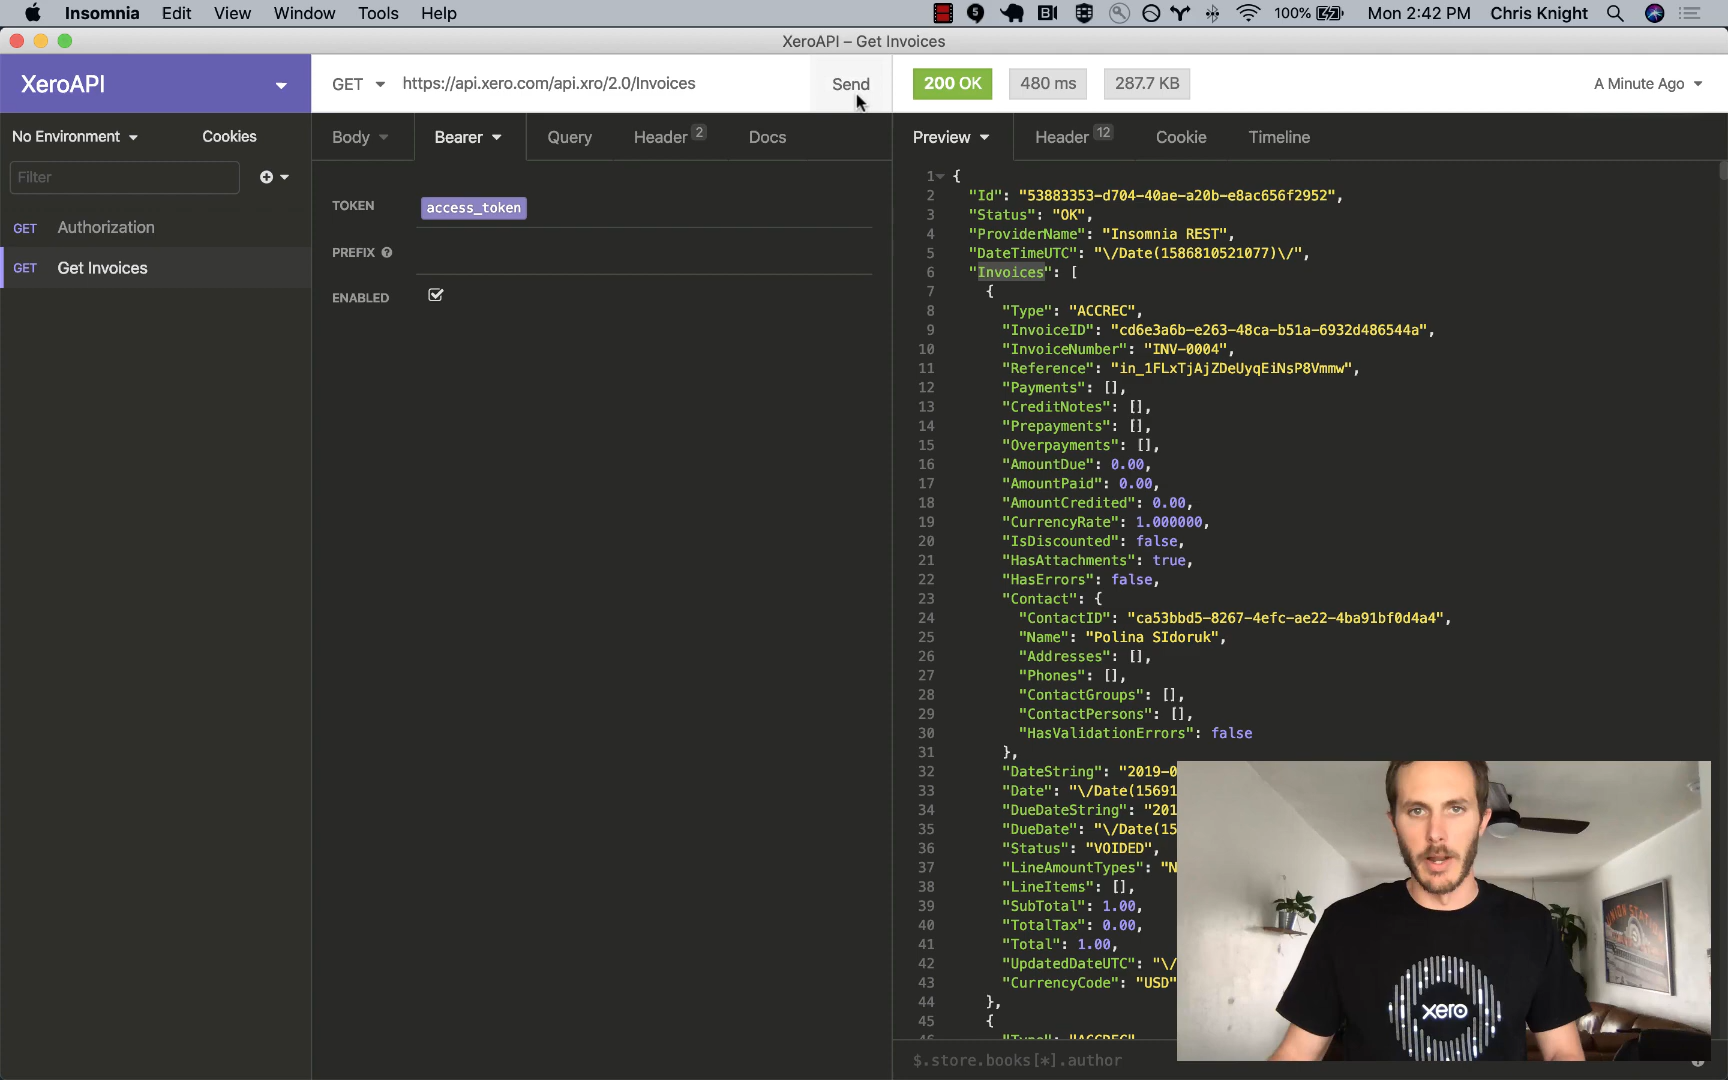 Insomnia Edit View Window Tools Help 100% Mon 2:42 PM Chris Knight
XeroAPI – Get Invoices
XeroAPI
GET https://api.xero.com/api.xro/2.0/Invoices Send
200 OK 480 ms 287.7 KB A Minute Ago
No Environment Cookies
Body Bearer Query Header 2 Docs
Preview Header 12 Cookie Timeline
Filter
GET Authorization
GET Get Invoices
TOKEN access_token
PREFIX
ENABLED
1 {
2 "Id": "53883353-d704-40ae-a20b-e8ac656f2952",
3 "Status": "OK",
4 "ProviderName": "Insomnia REST",
5 "DateTimeUTC": "\/Date(1586810521077)\/",
6 "Invoices": [
7 {
8 "Type": "ACCREC",
9 "InvoiceID": "cd6e3a6b-e263-48ca-b51a-6932d486544a",
10 "InvoiceNumber": "INV-0004",
11 "Reference": "in_1FLxTjAjZDeUyqEiNsP8Vmmw",
12 "Payments": [],
13 "CreditNotes": [],
14 "Prepayments": [],
15 "Overpayments": [],
16 "AmountDue": 0.00,
17 "AmountPaid": 0.00,
18 "AmountCredited": 0.00,
19 "CurrencyRate": 1.000000,
20 "IsDiscounted": false,
21 "HasAttachments": true,
22 "HasErrors": false,
23 "Contact": {
24 "ContactID": "ca53bbd5-8267-4efc-ae22-4ba91bf0d4a4",
25 "Name": "Polina SIdoruk",
26 "Addresses": [],
27 "Phones": [],
28 "ContactGroups": [],
29 "ContactPersons": [],
30 "HasValidationErrors": false
31 },
32 "DateString": "2019-0
33 "Date": "\/Date(15691
34 "DueDateString": "201
35 "DueDate": "\/Date(15
36 "Status": "VOIDED",
37 "LineAmountTypes": "N
38 "LineItems": [],
39 "SubTotal": 1.00,
40 "TotalTax": 0.00,
41 "Total": 1.00,
42 "UpdatedDateUTC": "\/
43 "CurrencyCode": "USD"
44 },
45 {
$.store.books[*].author
UNION STATION
xero